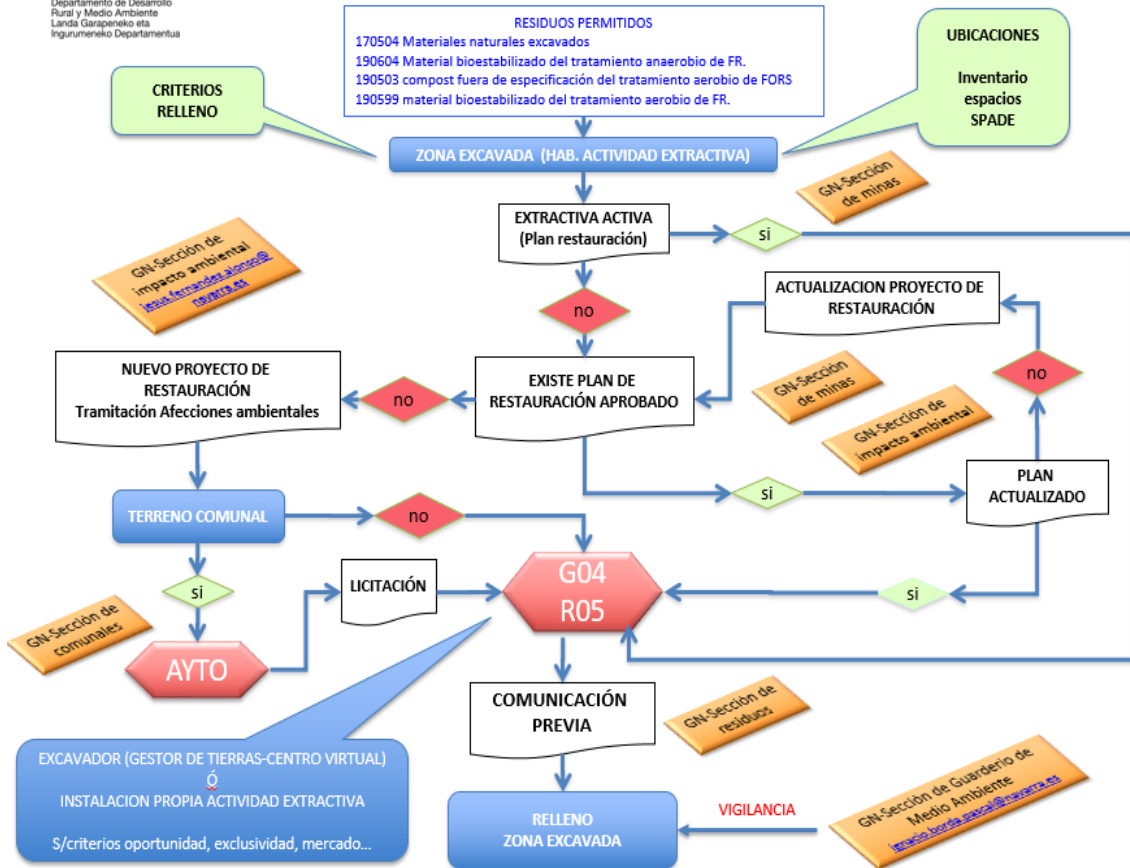 Departamento de Desarrollo
Rural y Medio Ambiente
Landa Garapeneko eta
Ingurumeneko Departamentua
RESIDUOS PERMITIDOS
170504 Materiales naturales excavados
190604 Material bioestabilizado del tratamiento anaerobio de FR.
190503 compost fuera de especificación del tratamiento aerobio de FORS
190599 material bioestabilizado del tratamiento aerobio de FR.
UBICACIONES
Inventario
espacios
SPADE
CRITERIOS
RELLENO
ZONA EXCAVADA (HAB. ACTIVIDAD EXTRACTIVA)
GN-Sección
de minas
EXTRACTIVA ACTIVA
(Plan restauración)
si
GN-Sección de
impacto ambiental
jesus.fernandez.alonso@
navarra.es
no
ACTUALIZACION PROYECTO DE
RESTAURACIÓN
NUEVO PROYECTO DE
RESTAURACIÓN
Tramitación Afecciones ambientales
no
EXISTE PLAN DE
RESTAURACIÓN APROBADO
GN-Sección
de minas
no
GN-Sección de
impacto ambiental
si
PLAN
ACTUALIZADO
TERRENO COMUNAL
no
si
LICITACIÓN
G04
R05
si
GN-Sección de
comunales
AYTO
COMUNICACIÓN
PREVIA
GN-Sección de
residuos
EXCAVADOR (GESTOR DE TIERRAS-CENTRO VIRTUAL)
Ó
INSTALACION PROPIA ACTIVIDAD EXTRACTIVA
S/criterios oportunidad, exclusividad, mercado...
RELLENO
ZONA EXCAVADA
VIGILANCIA
GN-Sección de Guarderio de
Medio Ambiente
ignacio.borda.pascal@navarra.es